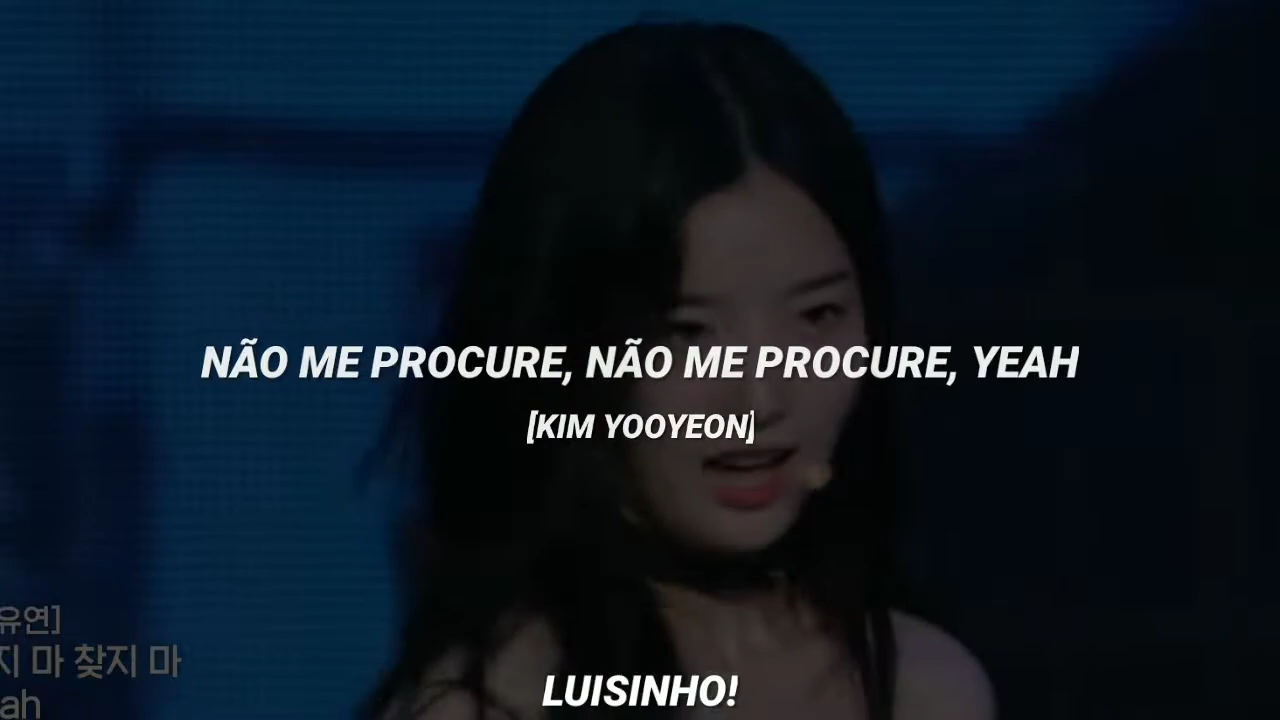 NÃO ME PROCURE, NÃO ME PROCURE, YEAH
[KIM YOOYEON]
유연]
지 마 찾지 마
ah
LUISINHO!